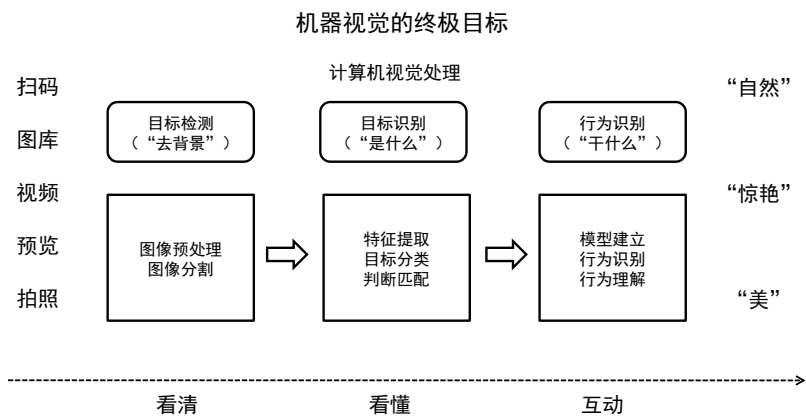 机器视觉的终极目标
计算机视觉处理
扫码
图库
视频
预览
拍照
目标检测
（“去背景”）
图像预处理
图像分割
目标识别
（“是什么”）
特征提取
目标分类
判断匹配
行为识别
（“干什么”）
模型建立
行为识别
行为理解
“自然”
“惊艳”
“美”
看清
看懂
互动